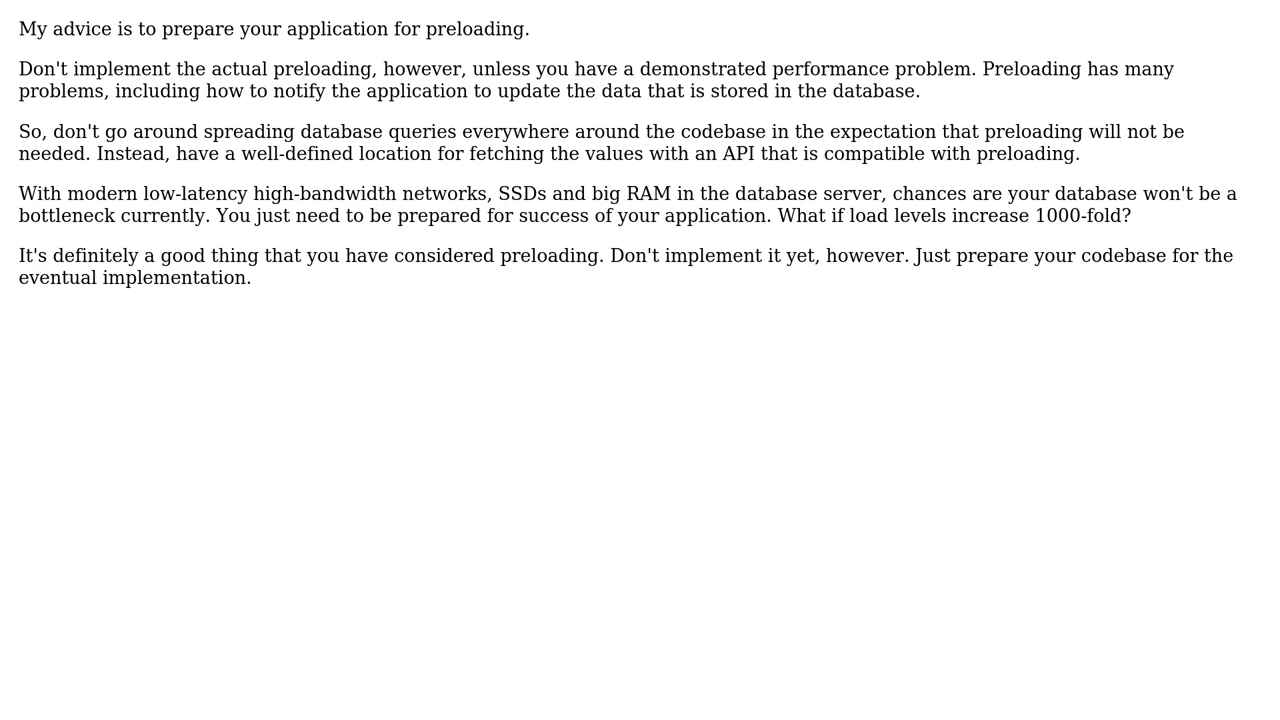 My advice is to prepare your application for preloading.
Don't implement the actual preloading, however, unless you have a demonstrated performance problem. Preloading has many
problems, including how to notify the application to update the data that is stored in the database.
So, don't go around spreading database queries everywhere around the codebase in the expectation that preloading will not be
needed. Instead, have a well-defined location for fetching the values with an API that is compatible with preloading.
With modern low-latency high-bandwidth networks, SSDs and big RAM in the database server, chances are your database won't be a
bottleneck currently. You just need to be prepared for success of your application. What if load levels increase 1000-fold?
It's definitely a good thing that you have considered preloading. Don't implement it yet, however. Just prepare your codebase for the
eventual implementation.